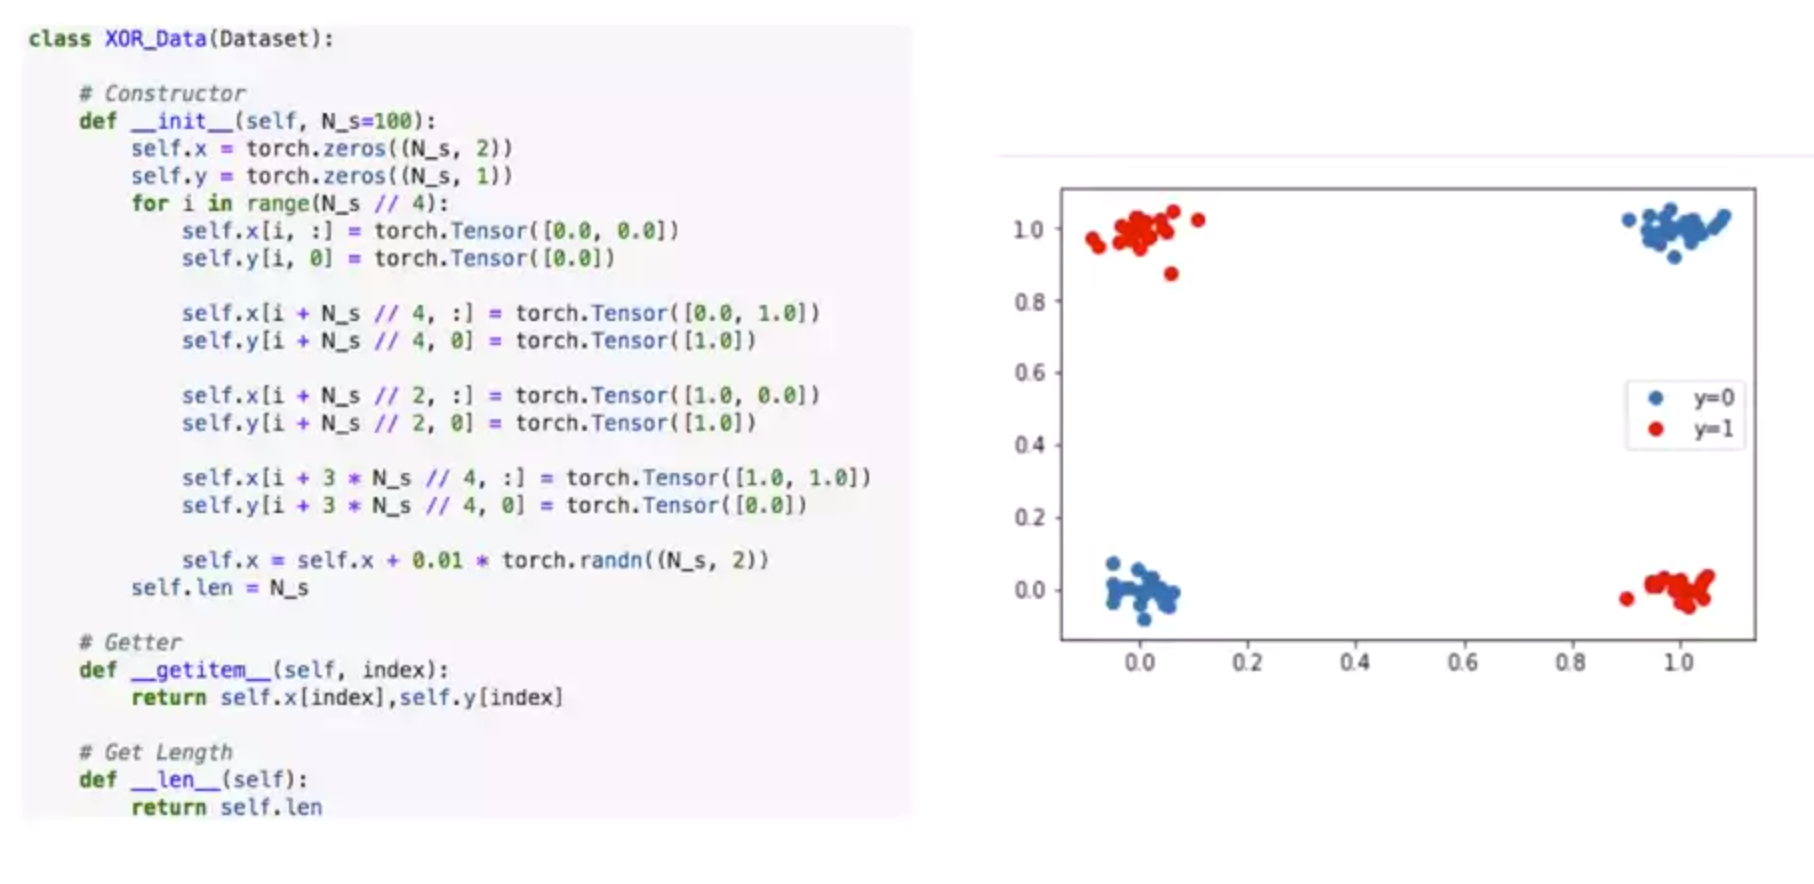 class XOR_Data(Dataset):
# Constructor
def __init__(self, N_s=100):
self.x = torch.zeros((N_s, 2))
self.y = torch.zeros((N_s, 1))
for i in range(N_s // 4):
self.x[i, :] = torch.Tensor([0.0, 0.0])
self.y[i, 0] = torch.Tensor([0.0])
self.x[i + N_s // 4, :] = torch.Tensor([0.0, 1.0])
self.y[i + N_s // 4, 0] = torch.Tensor([1.0])
self.x[i + N_s // 2, :] = torch.Tensor([1.0, 0.0])
self.y[i + N_s // 2, 0] = torch.Tensor([1.0])
self.x[i + 3 * N_s // 4, :] = torch.Tensor([1.0, 1.0])
self.y[i + 3 * N_s // 4, 0] = torch.Tensor([0.0])
self.x = self.x + 0.01 * torch.randn((N_s, 2))
self.len = N_s
# Getter
def __getitem__(self, index):
return self.x[index],self.y[index]
# Get Length
def __len__(self):
return self.len
1.0
0.8
0.6
0.4
0.2
0.0
y=0
y=1
0.0 0.2 0.4 0.6 0.8 1.0